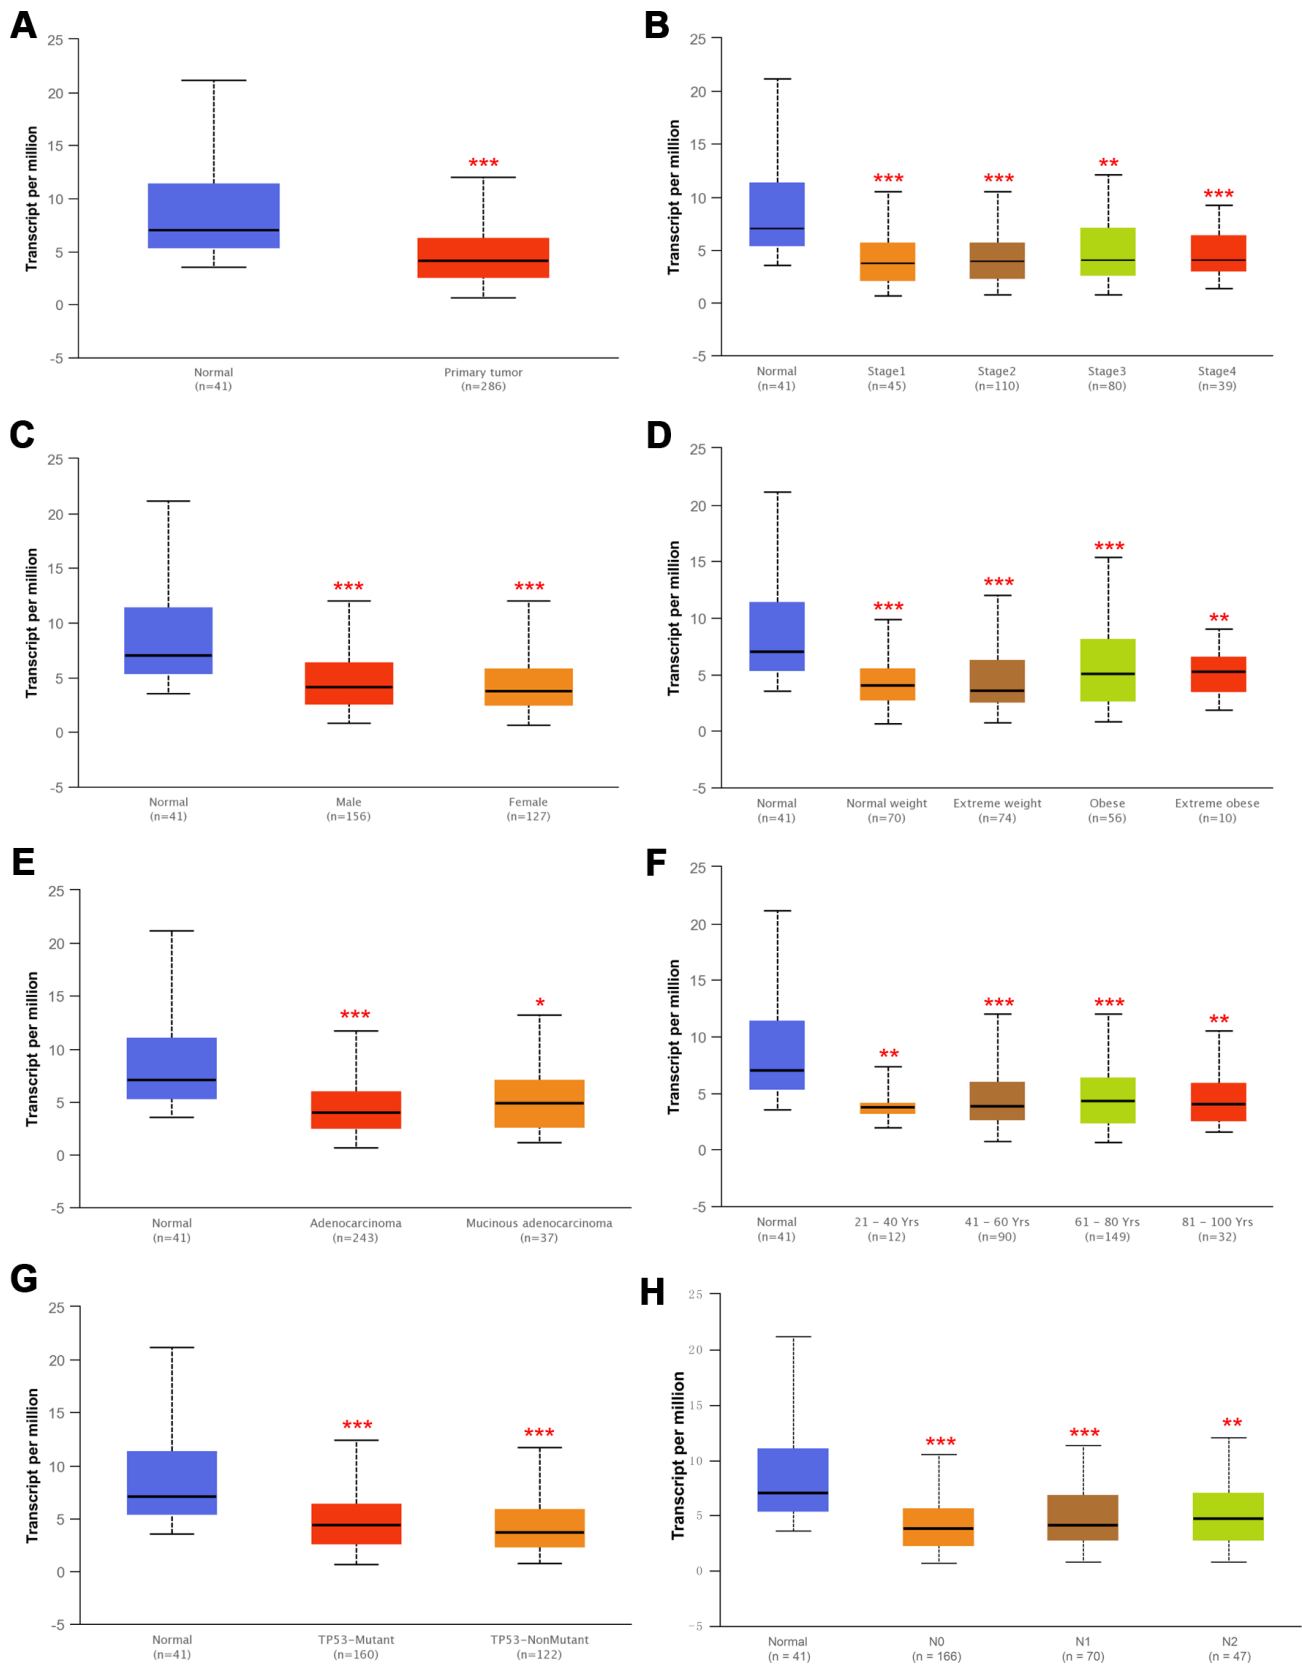 A
Transcript per million
25
20
15
10
5
0
-5
***
Normal
(n=41)
Primary tumor
(n=286)
B
Transcript per million
25
20
15
10
5
0
-5
***
***
**
***
Normal
(n=41)
Stage1
(n=45)
Stage2
(n=110)
Stage3
(n=80)
Stage4
(n=39)
C
Transcript per million
25
20
15
10
5
0
-5
***
***
Normal
(n=41)
Male
(n=156)
Female
(n=127)
D
Transcript per million
25
20
15
10
5
0
-5
***
***
***
**
Normal
(n=41)
Normal weight
(n=70)
Extreme weight
(n=74)
Obese
(n=56)
Extreme obese
(n=10)
E
Transcript per million
25
20
15
10
5
0
-5
***
*
Normal
(n=41)
Adenocarcinoma
(n=243)
Mucinous adenocarcinoma
(n=37)
F
Transcript per million
25
20
15
10
5
0
-5
**
***
***
**
Normal
(n=41)
21 - 40 Yrs
(n=12)
41 - 60 Yrs
(n=90)
61 - 80 Yrs
(n=149)
81 - 100 Yrs
(n=32)
G
Transcript per million
25
20
15
10
5
0
-5
***
***
Normal
(n=41)
TP53-Mutant
(n=160)
TP53-NonMutant
(n=122)
H
Transcript per million
25
20
15
10
5
0
-5
***
***
**
Normal
(n = 41)
N0
(n = 166)
N1
(n = 70)
N2
(n = 47)